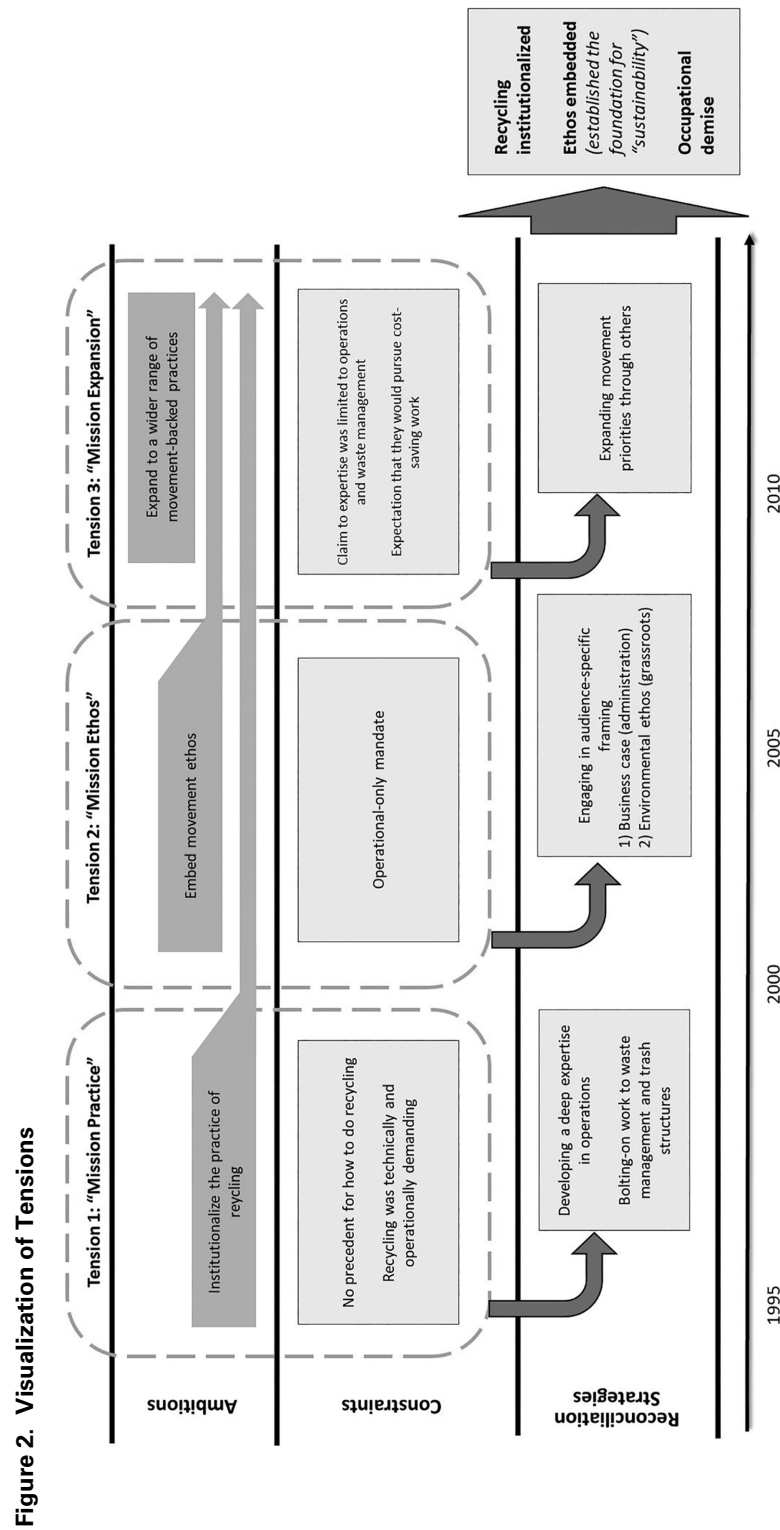 Figure 2. Visualization of Tensions
Tension 1: “Mission Practice”
Tension 2: “Mission Ethos”
Tension 3: “Mission Expansion”
Ambitions
Institutionalize the practice of
reycling
Embed movement ethos
Expand to a wider range of
movement-backed practices
Constraints
No precedent for how to do recycling
Recycling was technically and
operationally demanding
Operational-only mandate
Claim to expertise was limited to operations
and waste management
Expectation that they would pursue cost-
saving work
Reconciliation
Strategies
Developing a deep expertise
in operations
Bolting-on work to waste
management and trash
structures
Engaging in audience-specific
framing
1) Business case (administration)
2) Environmental ethos (grassroots)
Expanding movement
priorities through others
Recycling
institutionalized
Ethos embedded
(established the
foundation for
“sustainability”)
Occupational
demise
1995
2000
2005
2010